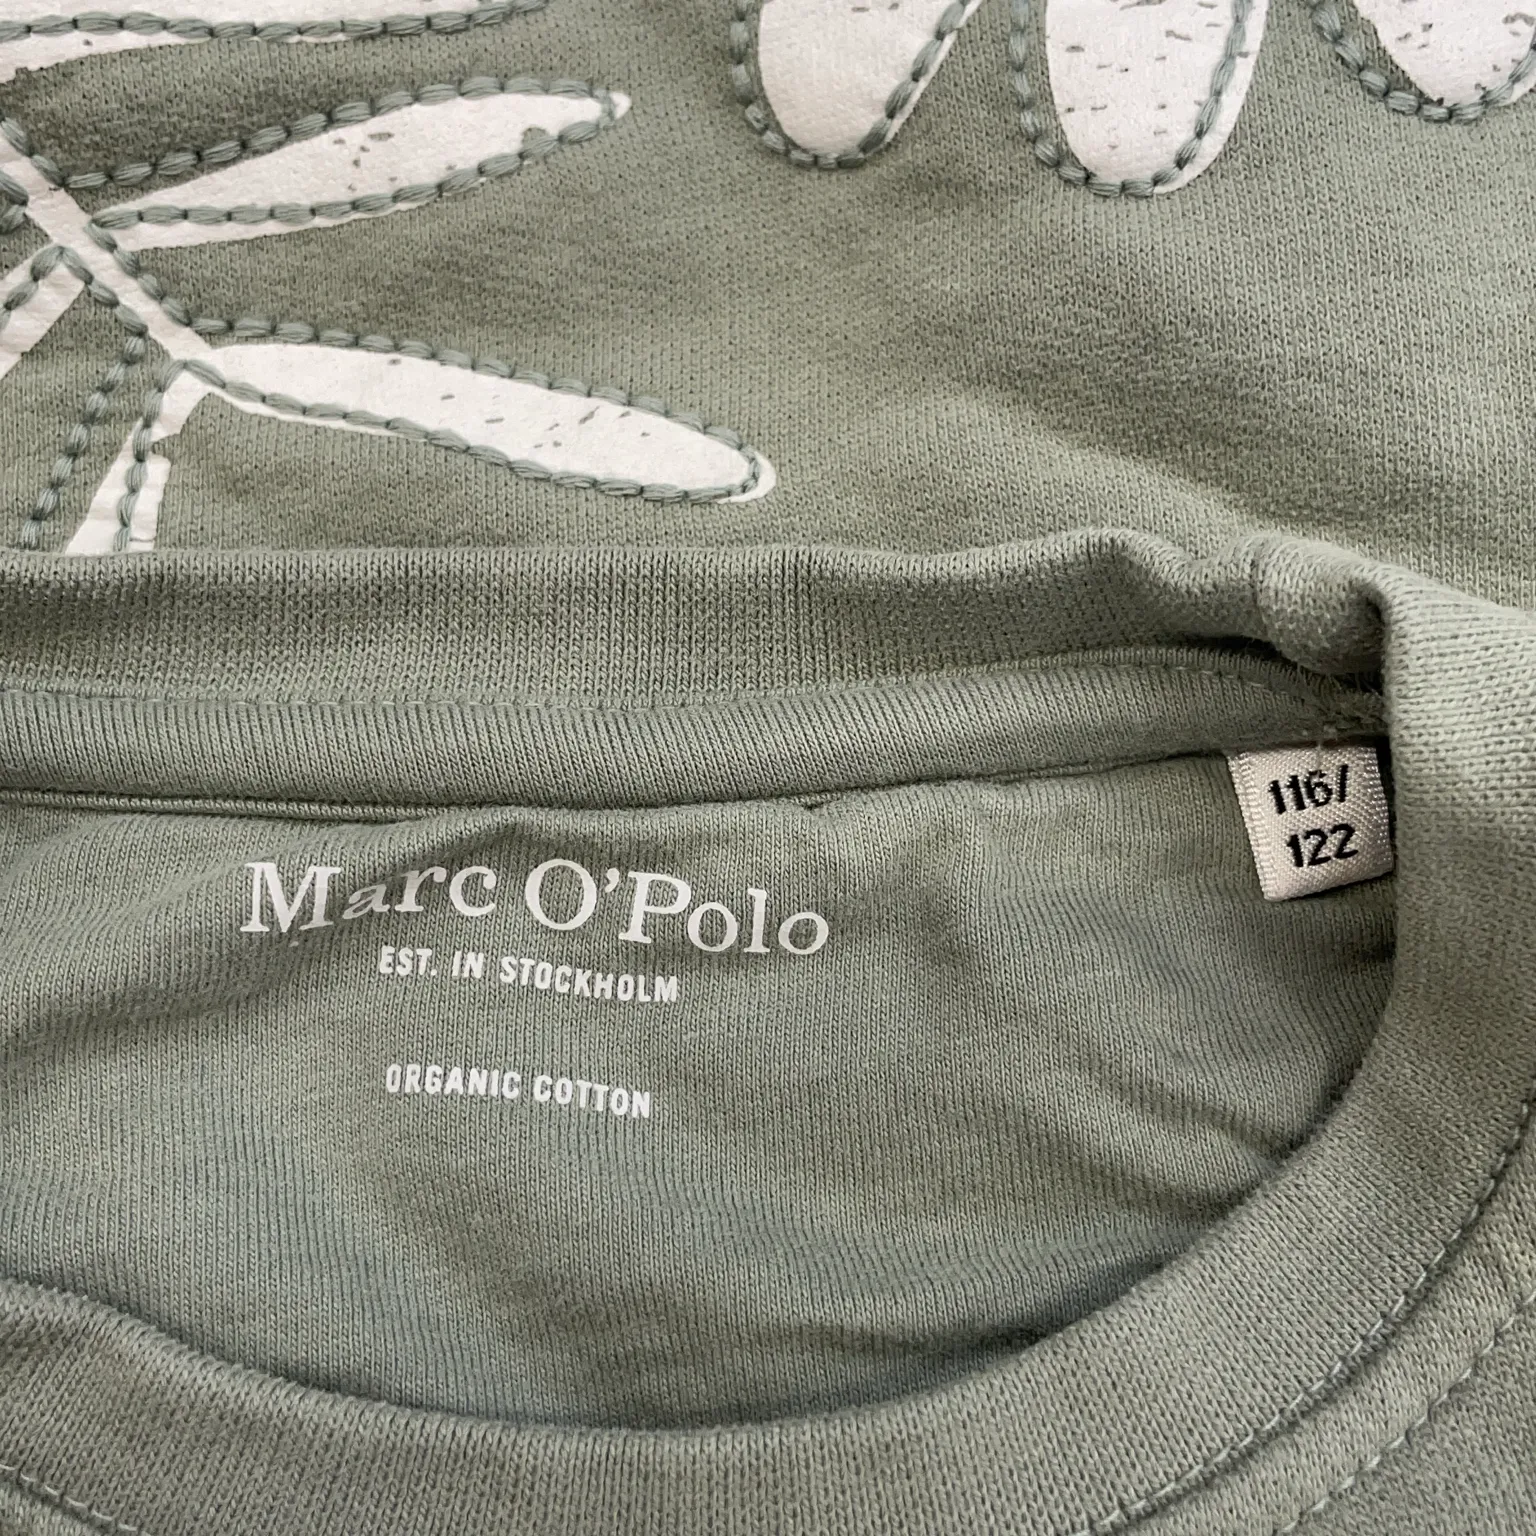 116/
122
Marc O'Polo
EST. IN STOCKHOLM
ORGANIC COTTON